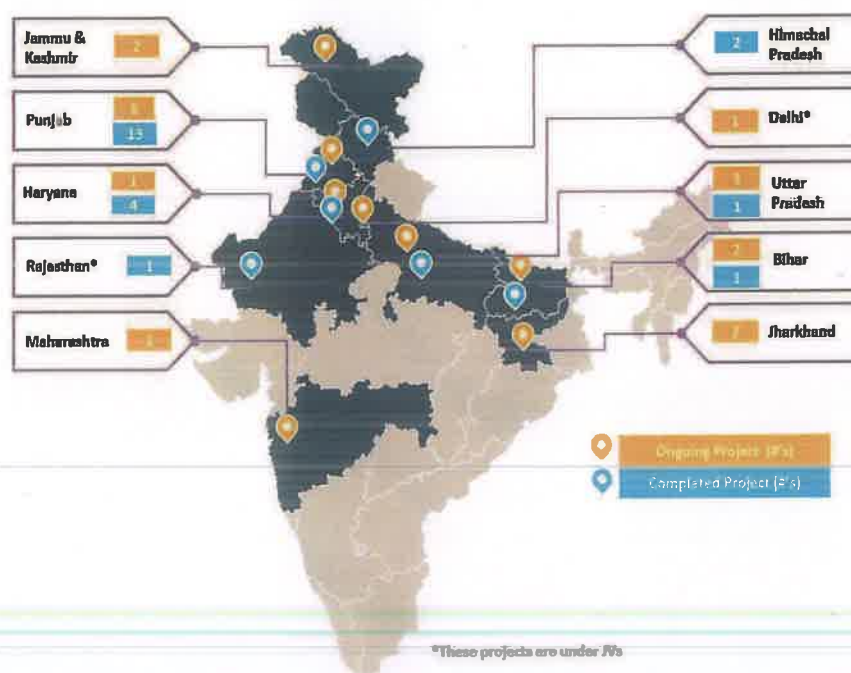 Jammu &
Kashmir
2
Punjab
13
Haryana
1
4
Rajasthan*
1
Maharashtra
2
Himachal
Pradesh
1
Delhi*
3
1
Uttar
Pradesh
2
1
Bihar
Jharkhand
Ongoing Project (#'s)
Completed Project (#'s)
*These projects are under JVs